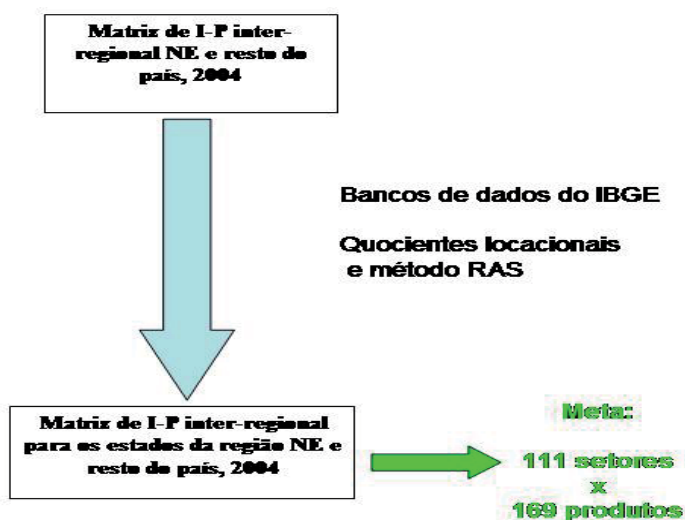 Matriz de I-P inter-
regional NE e resto do
país, 2004
Bancos de dados do IBGE
Quocientes locacionais
e método RAS
Matriz de I-P inter-regional
para os estados da região NE e
resto do país, 2004
Meta:
111 setores
x
169 produtos